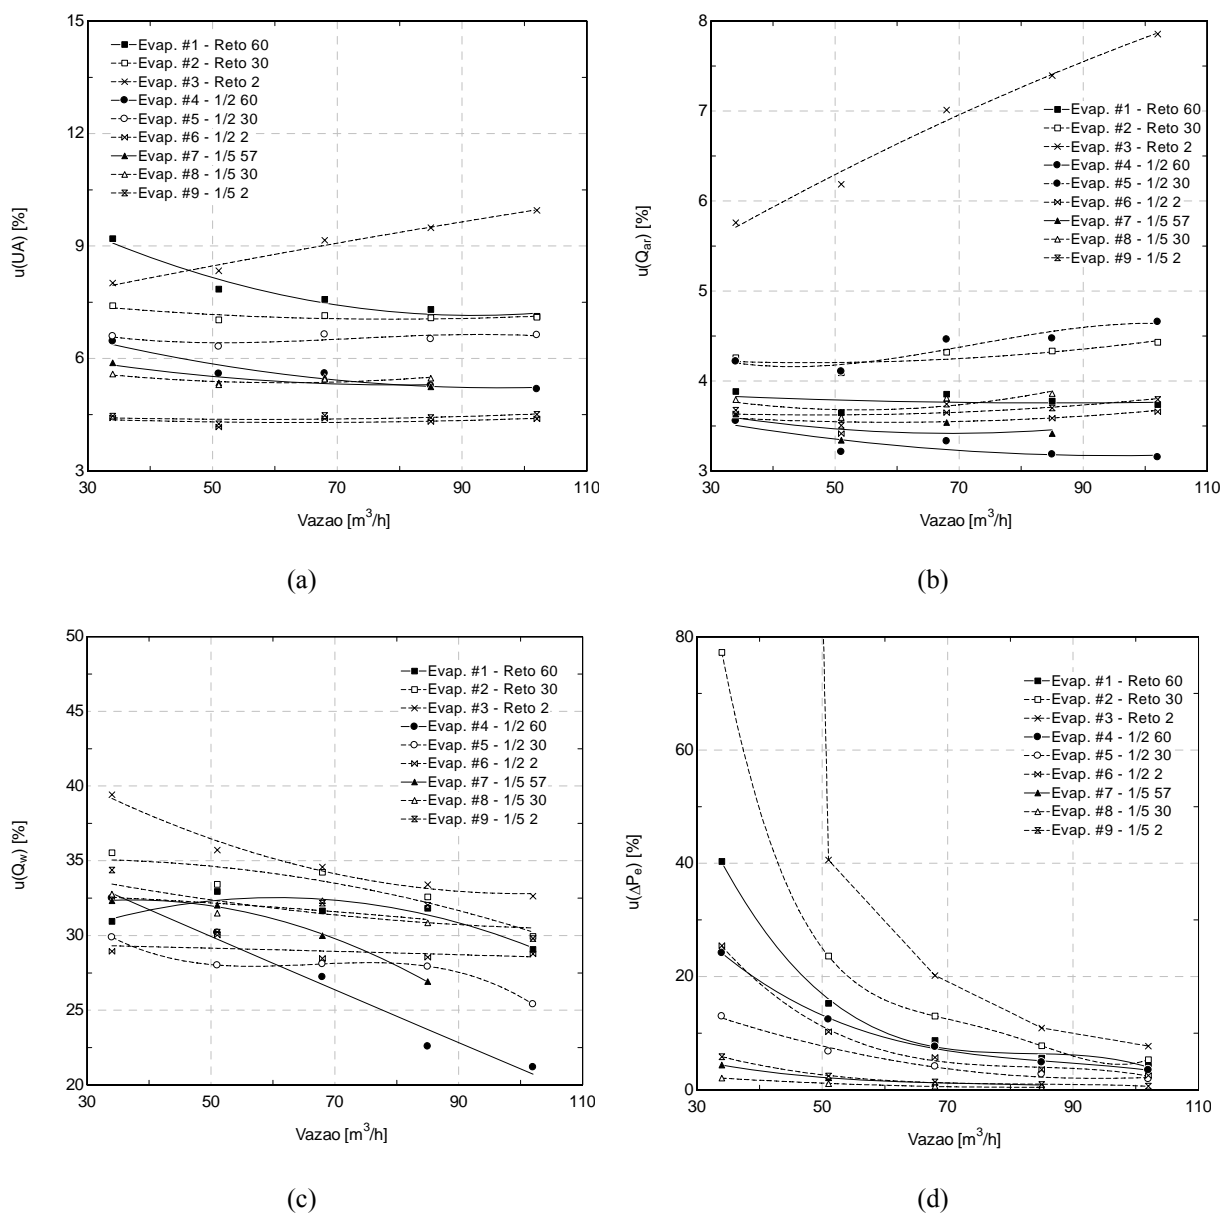 15
12
9
6
3
30
50
70
90
110
u(UA) [%]
Vazao [m³/h]
Evap. #1 - Reto 60
Evap. #2 - Reto 30
Evap. #3 - Reto 2
Evap. #4 - 1/2 60
Evap. #5 - 1/2 30
Evap. #6 - 1/2 2
Evap. #7 - 1/5 57
Evap. #8 - 1/5 30
Evap. #9 - 1/5 2
(a)
8
7
6
5
4
3
30
50
70
90
110
u(Qar) [%]
Vazao [m³/h]
Evap. #1 - Reto 60
Evap. #2 - Reto 30
Evap. #3 - Reto 2
Evap. #4 - 1/2 60
Evap. #5 - 1/2 30
Evap. #6 - 1/2 2
Evap. #7 - 1/5 57
Evap. #8 - 1/5 30
Evap. #9 - 1/5 2
(b)
50
45
40
35
30
25
20
30
50
70
90
110
u(Qw) [%]
Vazao [m³/h]
Evap. #1 - Reto 60
Evap. #2 - Reto 30
Evap. #3 - Reto 2
Evap. #4 - 1/2 60
Evap. #5 - 1/2 30
Evap. #6 - 1/2 2
Evap. #7 - 1/5 57
Evap. #8 - 1/5 30
Evap. #9 - 1/5 2
(c)
80
60
40
20
0
30
50
70
90
110
u(ΔPe) [%]
Vazao [m³/h]
Evap. #1 - Reto 60
Evap. #2 - Reto 30
Evap. #3 - Reto 2
Evap. #4 - 1/2 60
Evap. #5 - 1/2 30
Evap. #6 - 1/2 2
Evap. #7 - 1/5 57
Evap. #8 - 1/5 30
Evap. #9 - 1/5 2
(d)